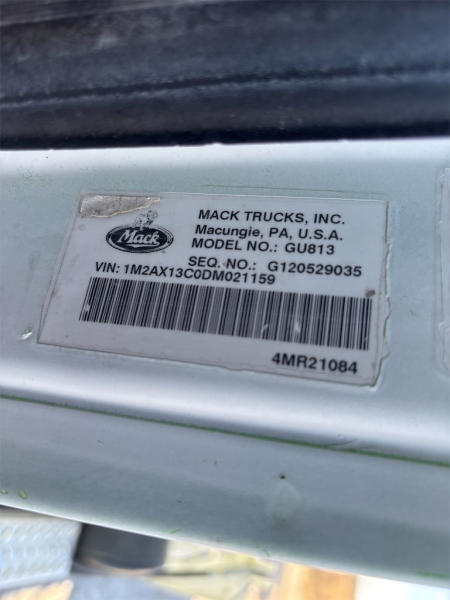 Mack
MACK TRUCKS, INC.
Macungie, PA, U.S.A.
MODEL NO.: GU813
SEQ. NO.: G120529035
VIN: 1M2AX13C0DM021159
4MR21084